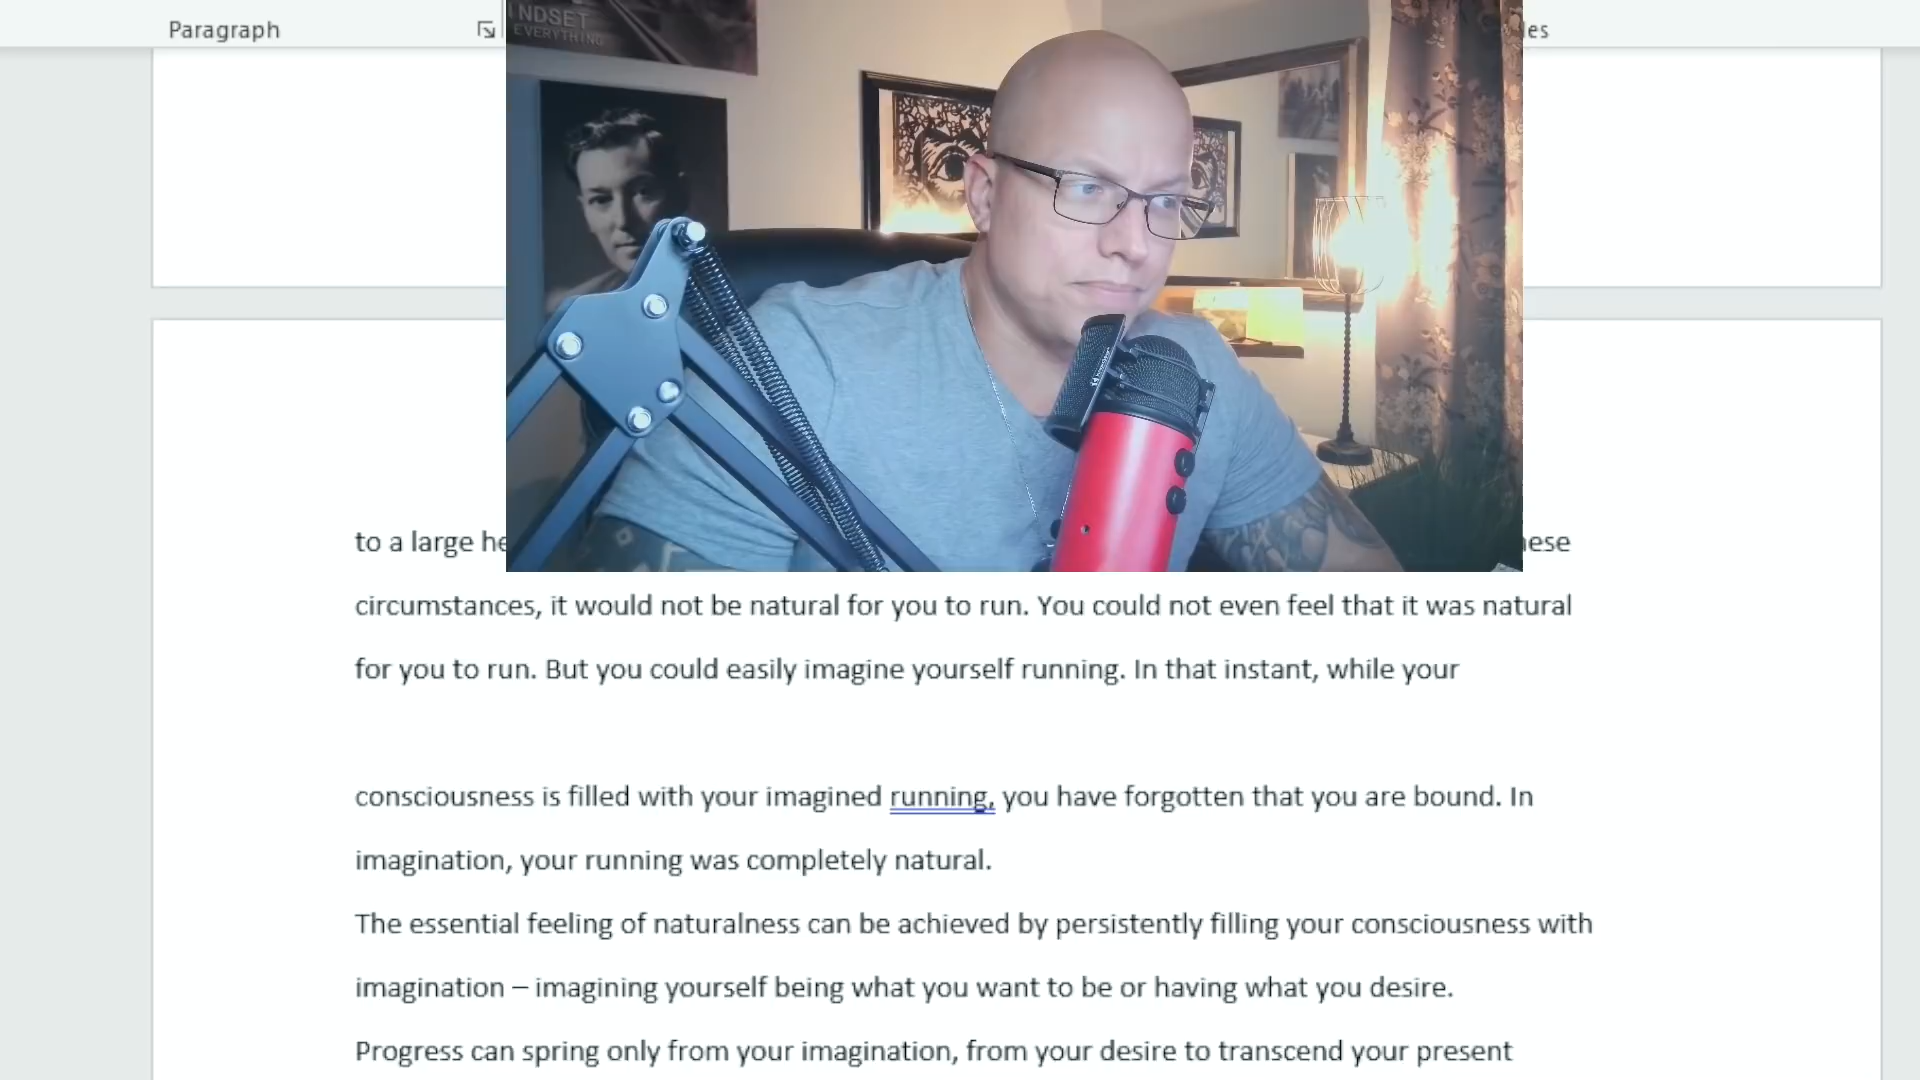 NDSET
EVERYTHING
Paragraph
es
to a large he
hese
circumstances, it would not be natural for you to run. You could not even feel that it was natural
for you to run. But you could easily imagine yourself running. In that instant, while your
consciousness is filled with your imagined running, you have forgotten that you are bound. In
imagination, your running was completely natural.
The essential feeling of naturalness can be achieved by persistently filling your consciousness with
imagination – imagining yourself being what you want to be or having what you desire.
Progress can spring only from your imagination, from your desire to transcend your present